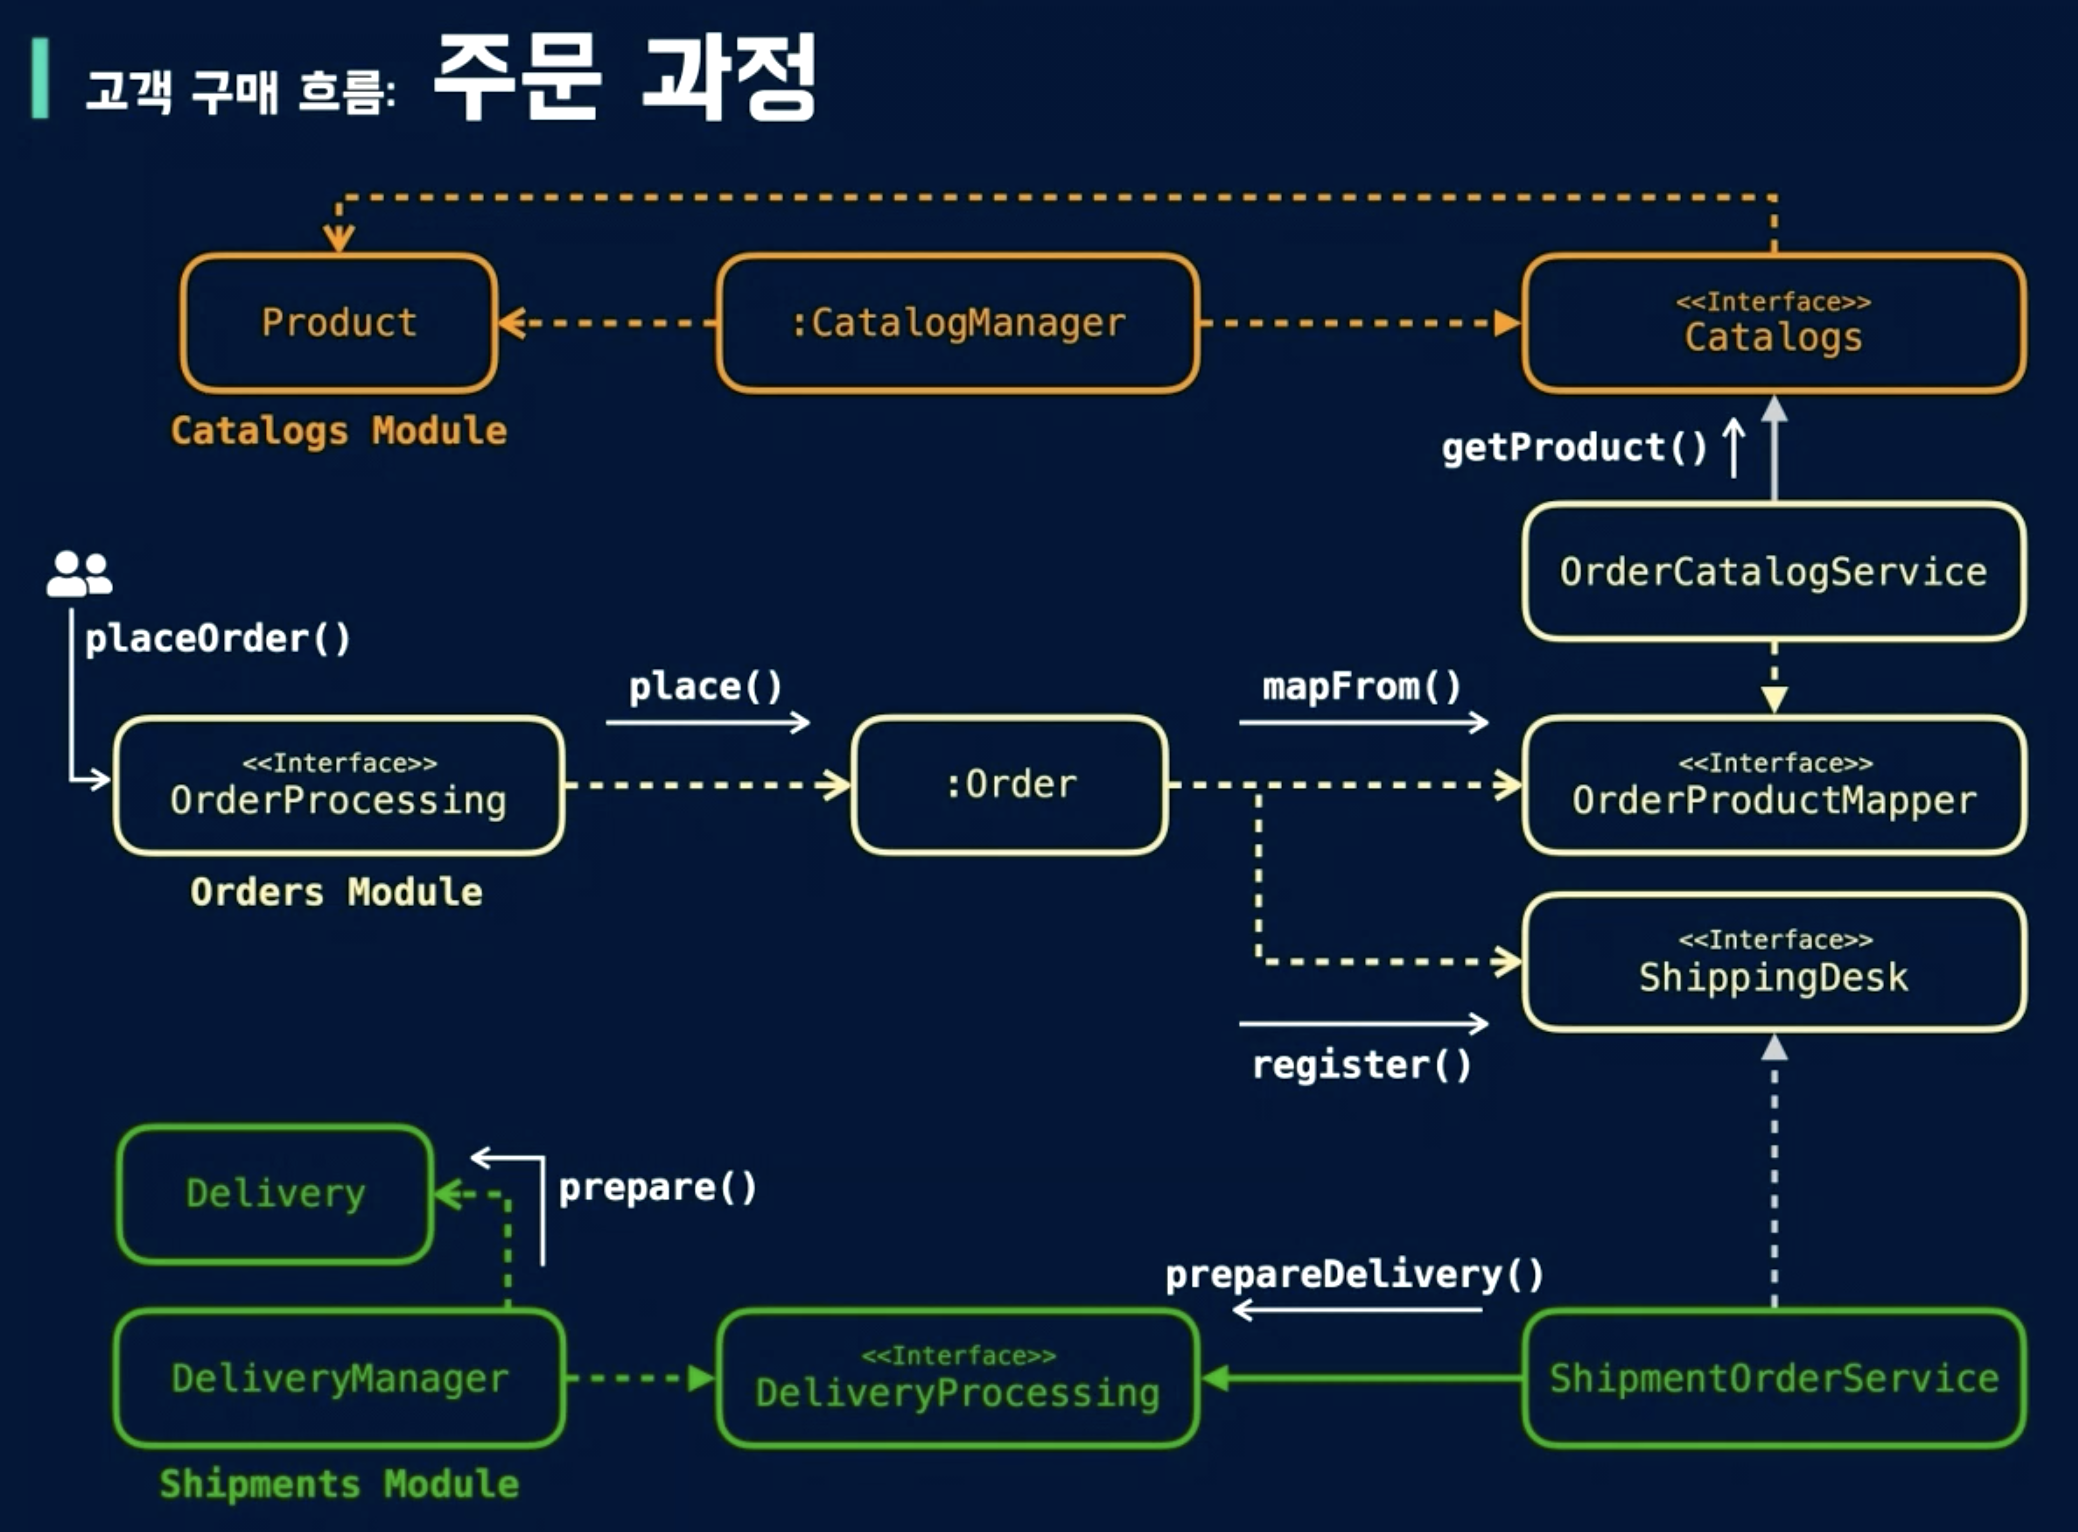 고객 구매 흐름: 주문 과정
Product
:CatalogManager
<<Interface>>
Catalogs
Catalogs Module
getProduct()
OrderCatalogService
placeOrder()
place()
mapFrom()
<<Interface>>
OrderProcessing
:Order
<<Interface>>
OrderProductMapper
Orders Module
<<Interface>>
ShippingDesk
register()
Delivery
prepare()
prepareDelivery()
DeliveryManager
<<Interface>>
DeliveryProcessing
ShipmentOrderService
Shipments Module